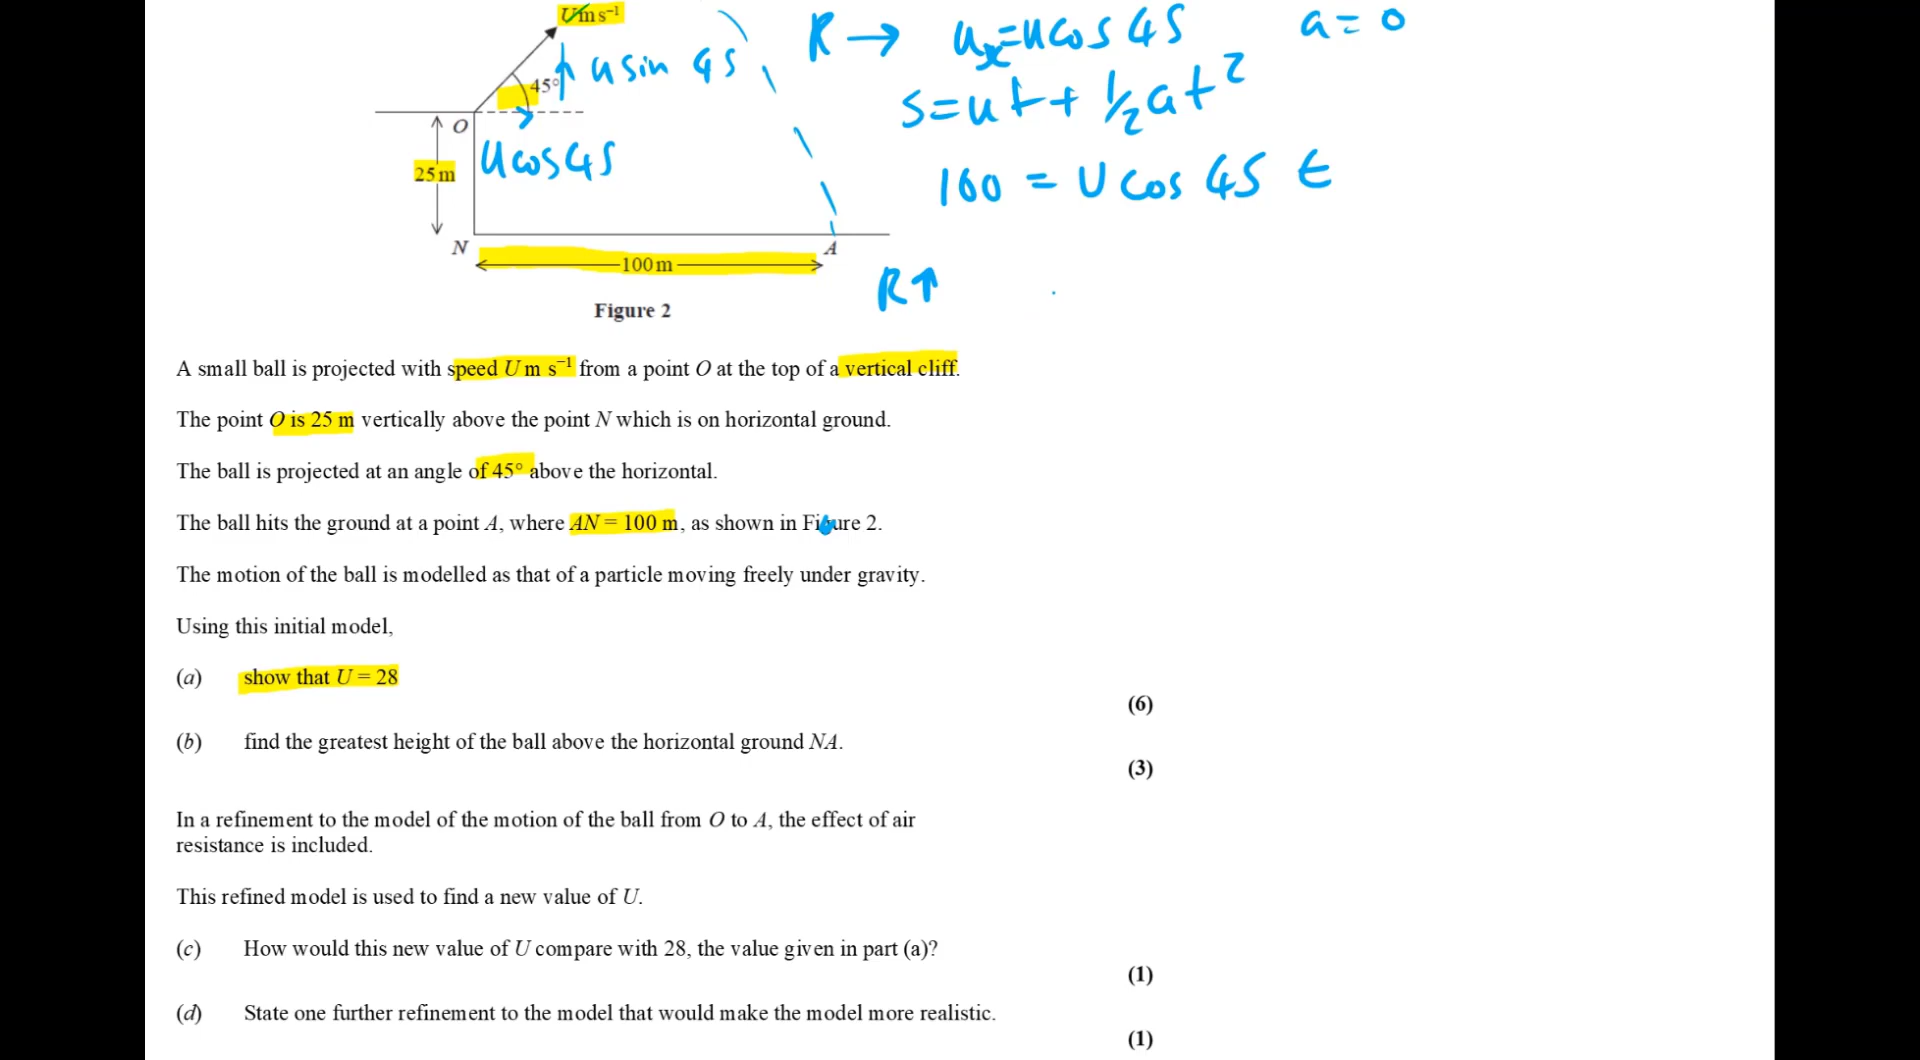 U m s⁻¹
R → uₓ = u cos 45 a = 0
45° u sin 45
s = ut + ½at²
O
u cos 45
25 m
100 = U cos 45 t
N
A
100 m
R↑
Figure 2
A small ball is projected with speed U m s⁻¹ from a point O at the top of a vertical cliff.
The point O is 25 m vertically above the point N which is on horizontal ground.
The ball is projected at an angle of 45° above the horizontal.
The ball hits the ground at a point A, where AN = 100 m, as shown in Figure 2.
The motion of the ball is modelled as that of a particle moving freely under gravity.
Using this initial model,
(a) show that U = 28
(6)
(b) find the greatest height of the ball above the horizontal ground NA.
(3)
In a refinement to the model of the motion of the ball from O to A, the effect of air
resistance is included.
This refined model is used to find a new value of U.
(c) How would this new value of U compare with 28, the value given in part (a)?
(1)
(d) State one further refinement to the model that would make the model more realistic.
(1)